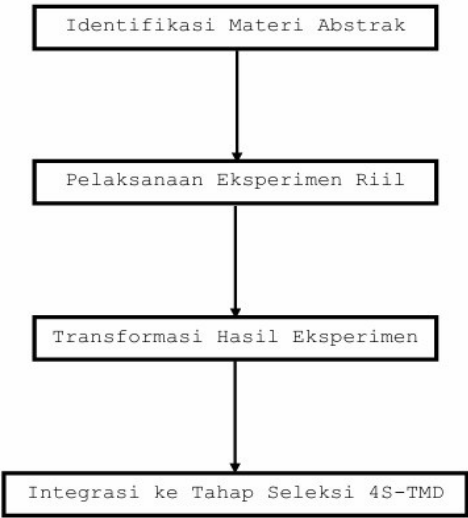 Identifikasi Materi Abstrak
Pelaksanaan Eksperimen Riil
Transformasi Hasil Eksperimen
Integrasi ke Tahap Seleksi 4S-TMD